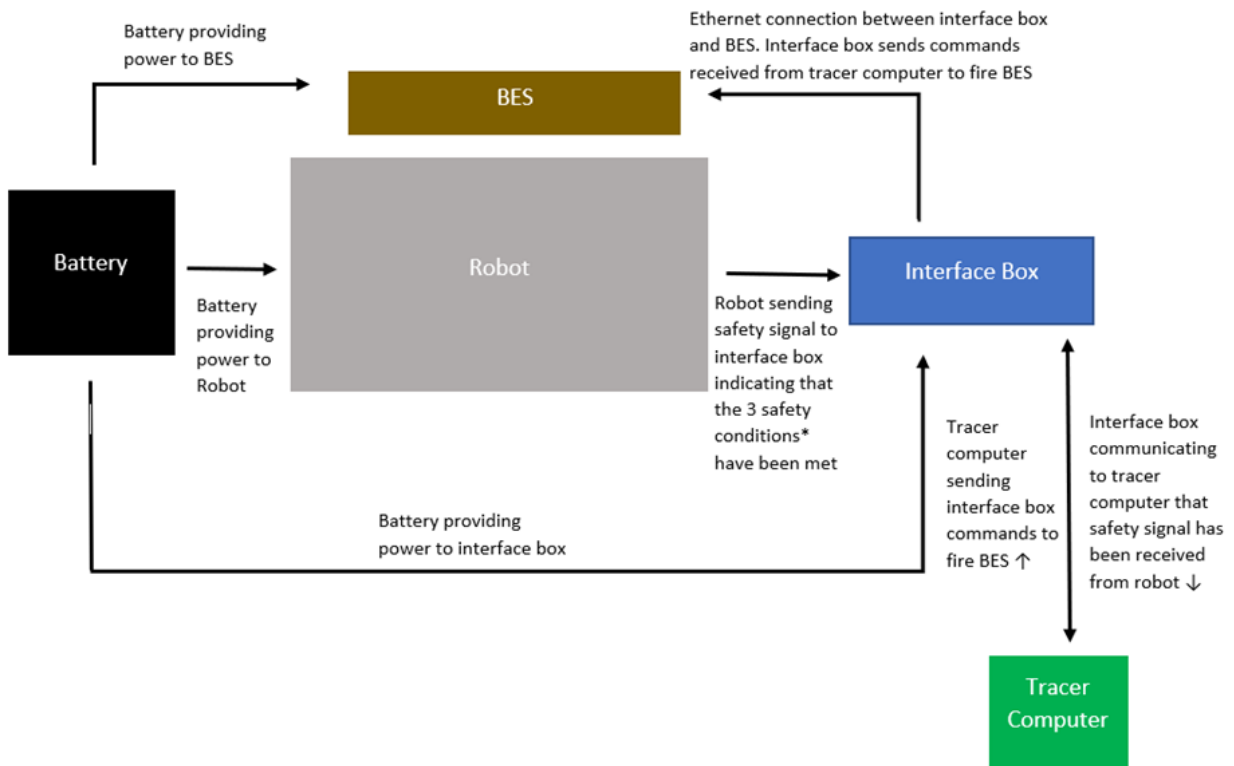 Battery providing
power to BES
Ethernet connection between interface box
and BES. Interface box sends commands
received from tracer computer to fire BES
BES
Battery
Robot
Interface Box
Battery
providing
power to
Robot
Robot sending
safety signal to
interface box
indicating that
the 3 safety
conditions*
have been met
Tracer
computer
sending
interface box
commands to
fire BES ↑
Interface box
communicating
to tracer
computer that
safety signal has
been received
from robot ↓
Battery providing
power to interface box
Tracer
Computer